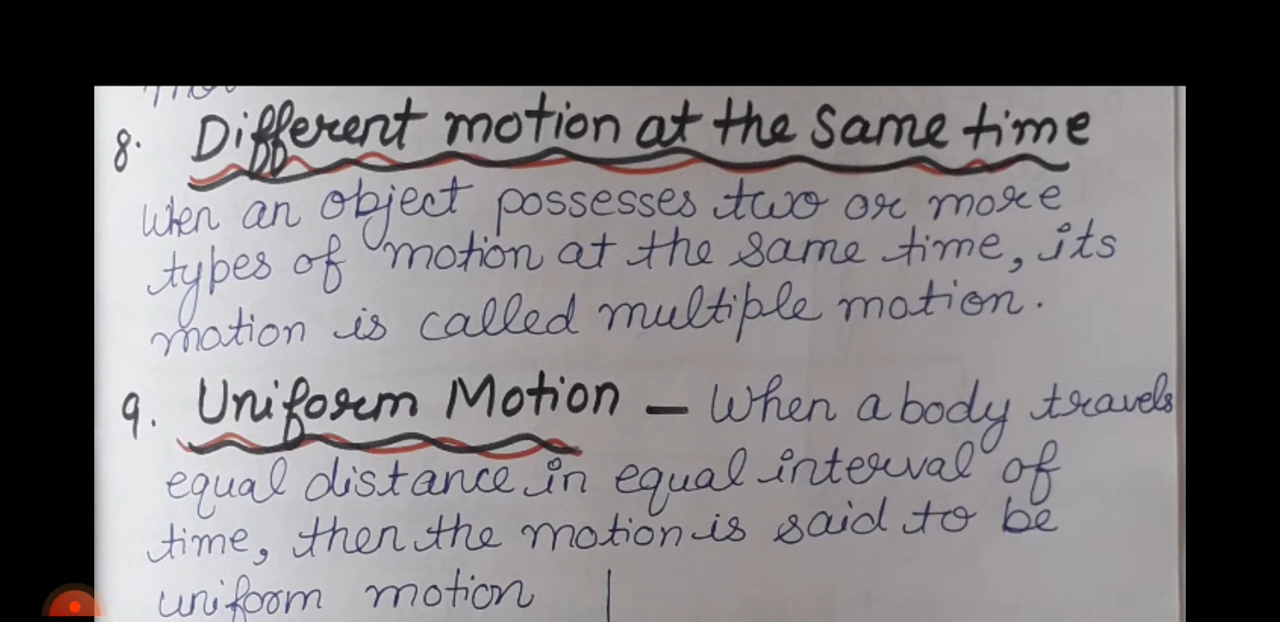 8. Different motion at the same time
When an object possesses two or more
types of motion at the same time, its
motion is called multiple motion.
9. Uniform Motion — When a body travels
equal distance in equal interval of
time, then the motion is said to be
uniform motion